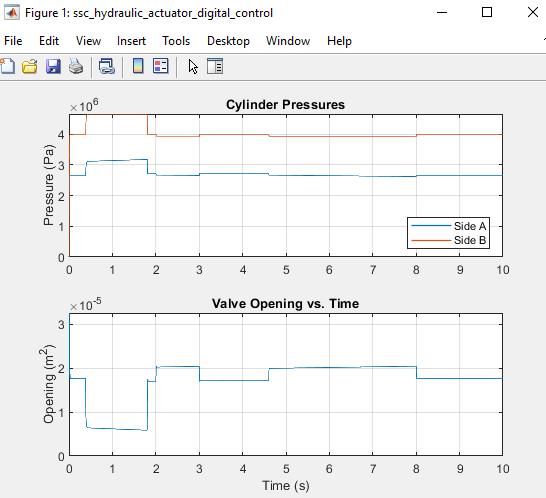 Figure 1: ssc_hydraulic_actuator_digital_control
File Edit View Insert Tools Desktop Window Help
Cylinder Pressures
×10^6
Pressure (Pa)
4
3
2
1
0
Side A
Side B
0 1 2 3 4 5 6 7 8 9 10
Valve Opening vs. Time
×10^-5
Opening (m^2)
3
2
1
0
0 1 2 3 4 5 6 7 8 9 10
Time (s)